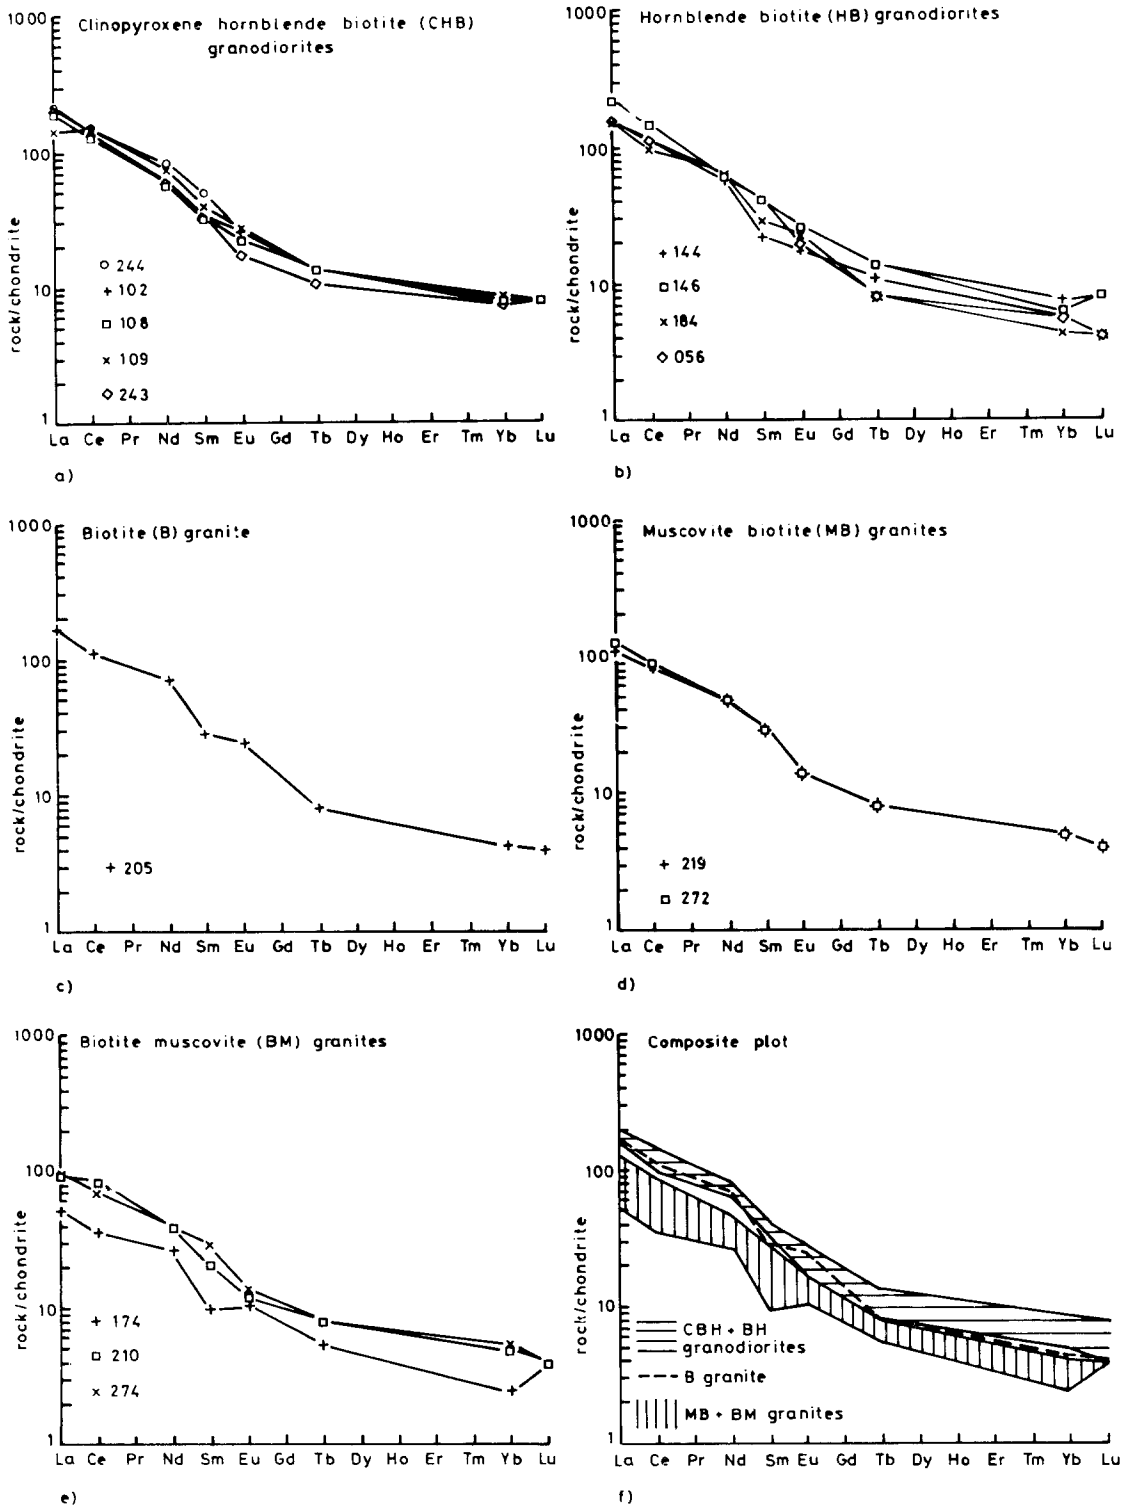 Clinopyroxene hornblende biotite (CHB)
granodiorites
1000
100
10
1
rock/chondrite
244
102
108
109
243
La Ce Pr Nd Sm Eu Gd Tb Dy Ho Er Tm Yb Lu
a)
Hornblende biotite (HB) granodiorites
1000
100
10
1
rock/chondrite
144
146
184
056
La Ce Pr Nd Sm Eu Gd Tb Dy Ho Er Tm Yb Lu
b)
Biotite (B) granite
1000
100
10
1
rock/chondrite
205
La Ce Pr Nd Sm Eu Gd Tb Dy Ho Er Tm Yb Lu
c)
Muscovite biotite (MB) granites
1000
100
10
1
rock/chondrite
219
272
La Ce Pr Nd Sm Eu Gd Tb Dy Ho Er Tm Yb Lu
d)
Biotite muscovite (BM) granites
1000
100
10
1
rock/chondrite
174
210
274
La Ce Pr Nd Sm Eu Gd Tb Dy Ho Er Tm Yb Lu
e)
Composite plot
1000
100
10
1
rock/chondrite
CBH + BH
granodiorites
B granite
MB + BM granites
La Ce Pr Nd Sm Eu Gd Tb Dy Ho Er Tm Yb Lu
f)